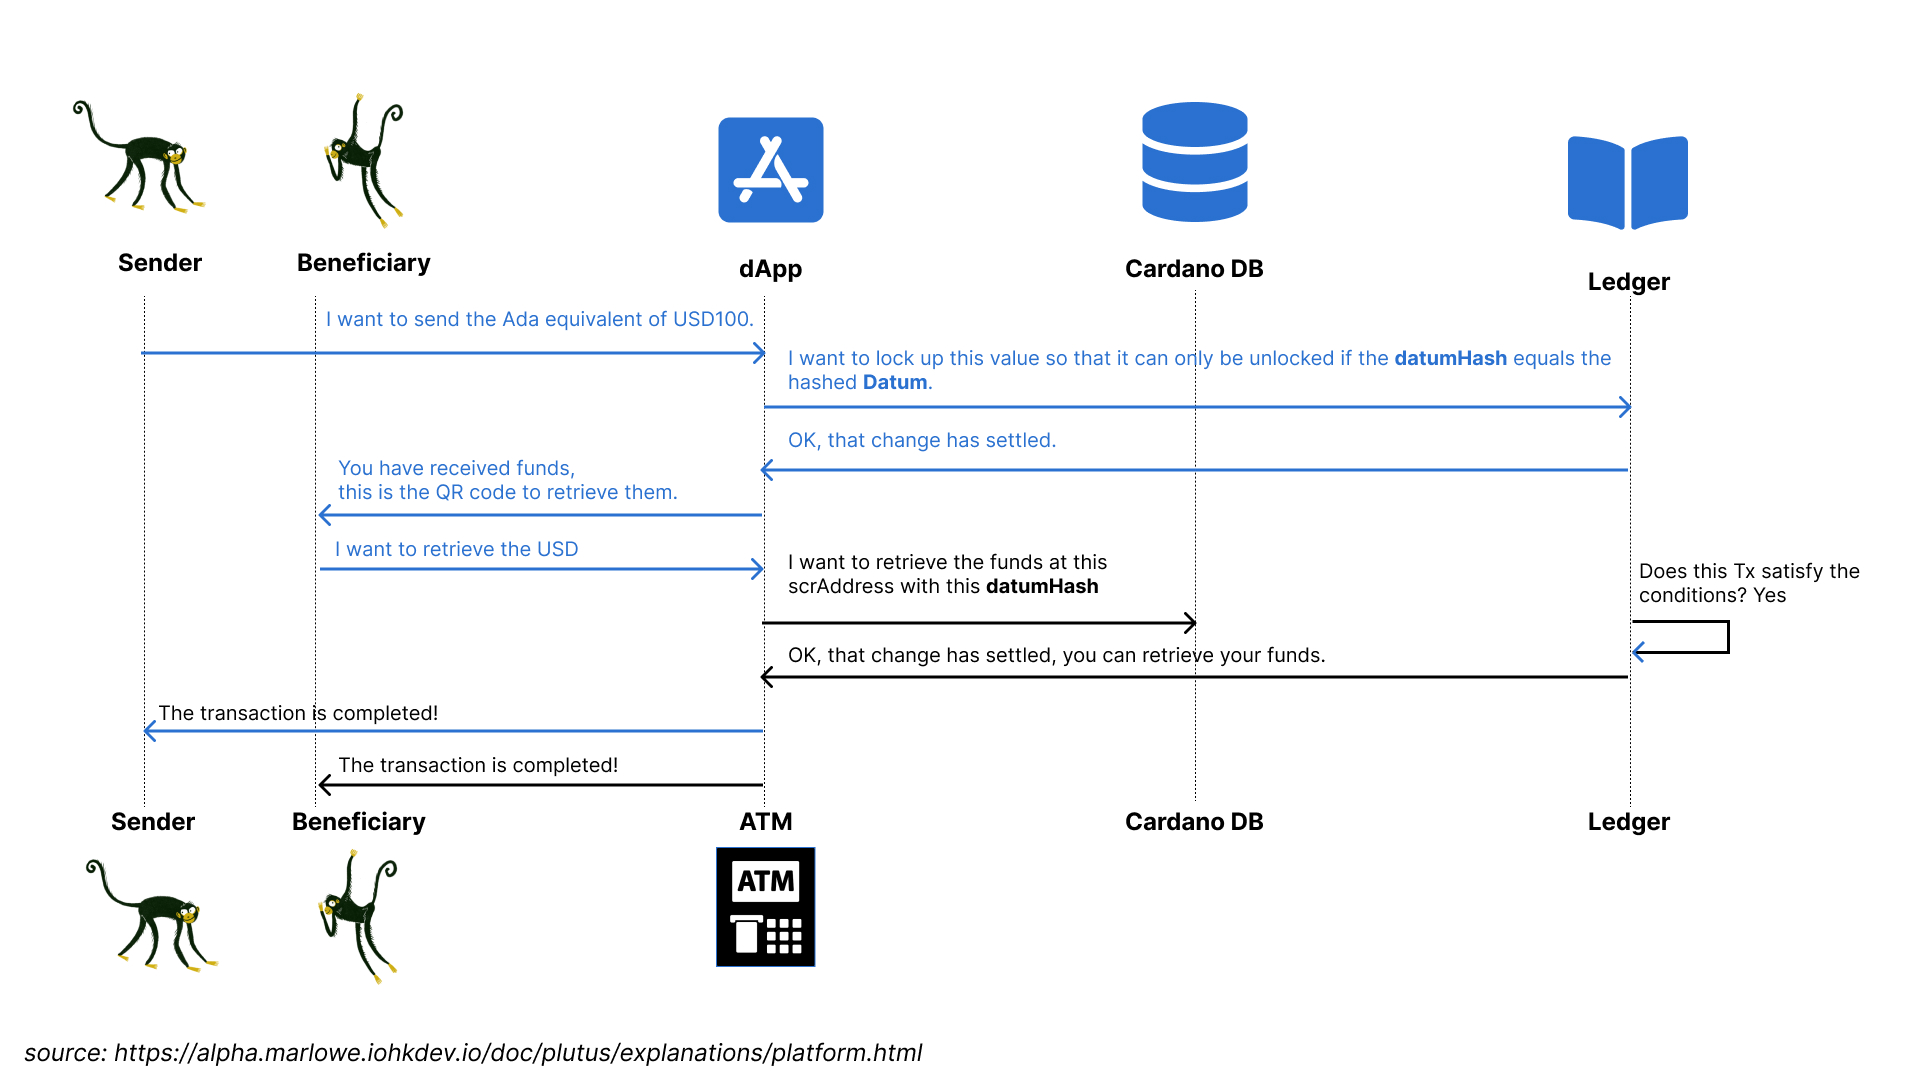 Sender
Beneficiary
dApp
Cardano DB
Ledger
I want to send the Ada equivalent of USD100.
I want to lock up this value so that it can only be unlocked if the datumHash equals the
hashed Datum.
OK, that change has settled.
You have received funds,
this is the QR code to retrieve them.
I want to retrieve the USD
I want to retrieve the funds at this
scrAddress with this datumHash
Does this Tx satisfy the
conditions? Yes
OK, that change has settled, you can retrieve your funds.
The transaction is completed!
The transaction is completed!
Sender
Beneficiary
ATM
Cardano DB
Ledger
ATM
source: https://alpha.marlowe.iohkdev.io/doc/plutus/explanations/platform.html